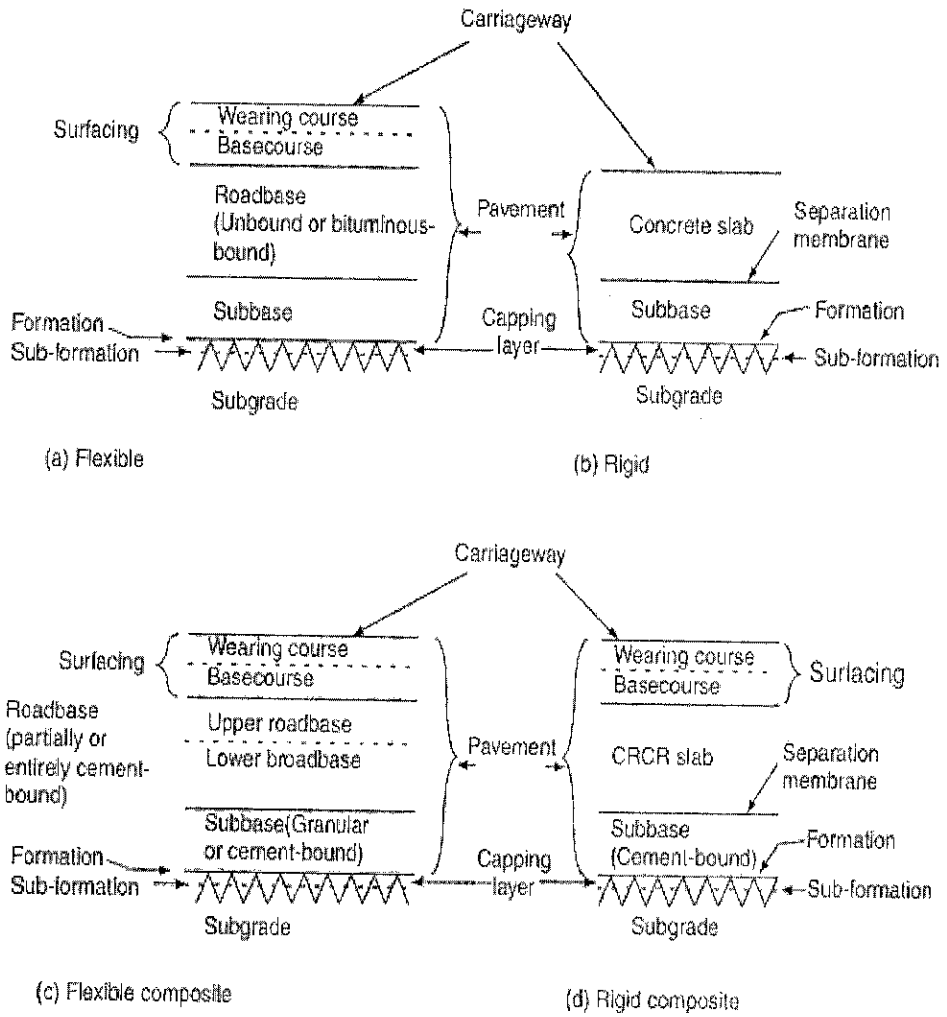 Carriageway
Surfacing
Wearing course
Basecourse
Roadbase
(Unbound or bituminous-
bound)
Subbase
Formation
Sub-formation
Subgrade
Pavement
Capping
layer
Concrete slab
Separation
membrane
Subbase
Formation
Sub-formation
Subgrade
(a) Flexible
(b) Rigid
Carriageway
Surfacing
Wearing course
Basecourse
Roadbase
(partially or
entirely cement-
bound)
Upper roadbase
Lower broadbase
Subbase(Granular
or cement-bound)
Formation
Sub-formation
Subgrade
Pavement
Capping
layer
Wearing course
Basecourse
Surfacing
CRCR slab
Separation
membrane
Subbase
(Cement-bound)
Formation
Sub-formation
Subgrade
(c) Flexible composite
(d) Rigid composite